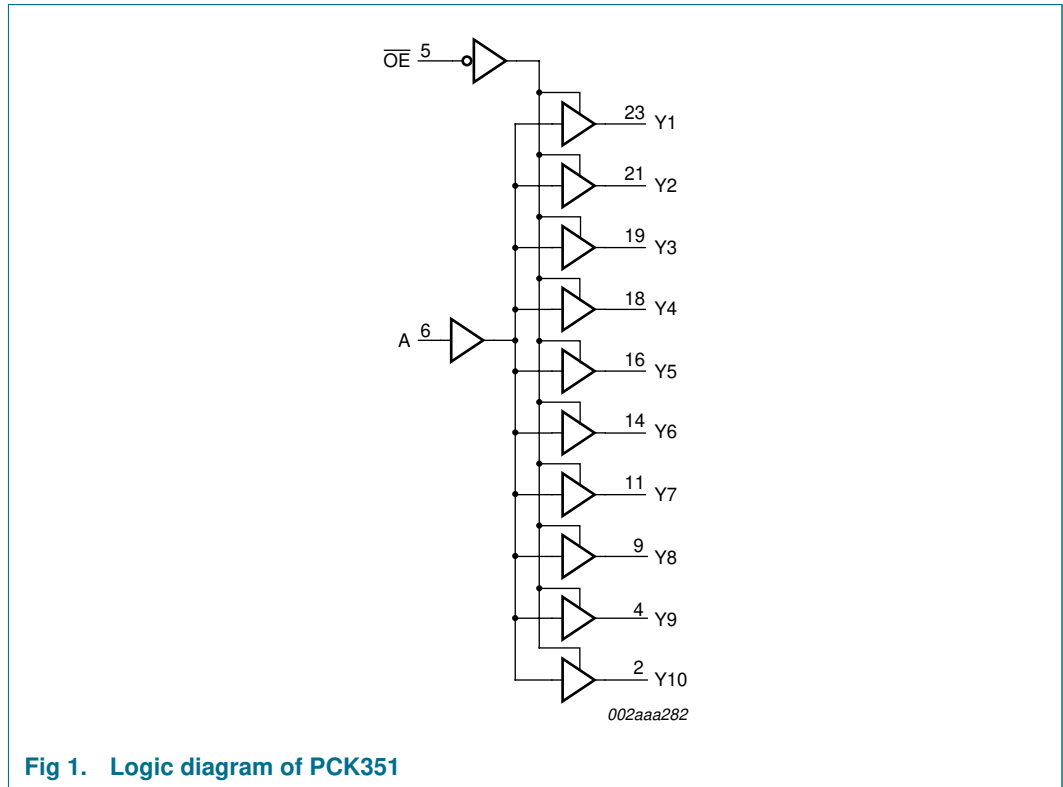 O̅E̅ 5
23 Y1
21 Y2
19 Y3
18 Y4
A 6
16 Y5
14 Y6
11 Y7
9 Y8
4 Y9
2 Y10
002aaa282
Fig 1. Logic diagram of PCK351